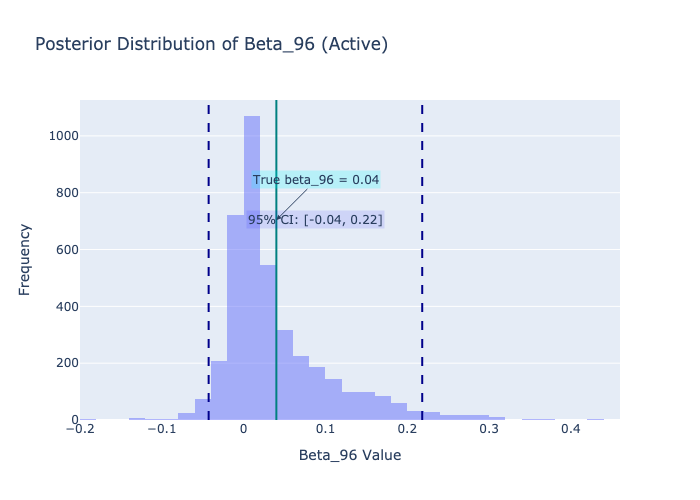 Posterior Distribution of Beta_96 (Active)
1000
800
600
400
200
0
True beta_96 = 0.04
95% CI: [-0.04, 0.22]
−0.2
−0.1
0
0.1
0.2
0.3
0.4
Beta_96 Value
Frequency